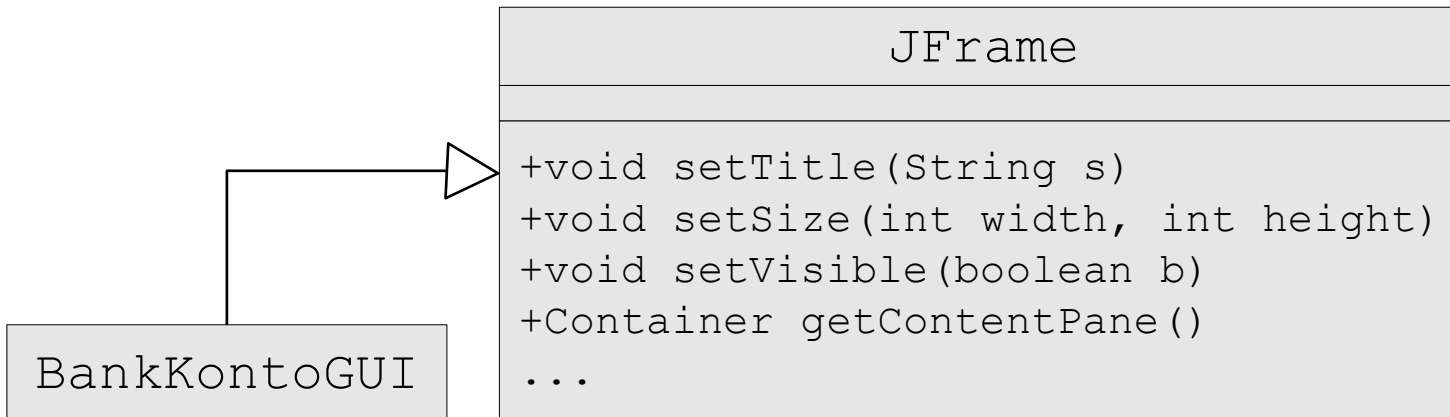 JFrame
+void setTitle(String s)
+void setSize(int width, int height)
+void setVisible(boolean b)
+Container getContentPane()
...
BankKontoGUI